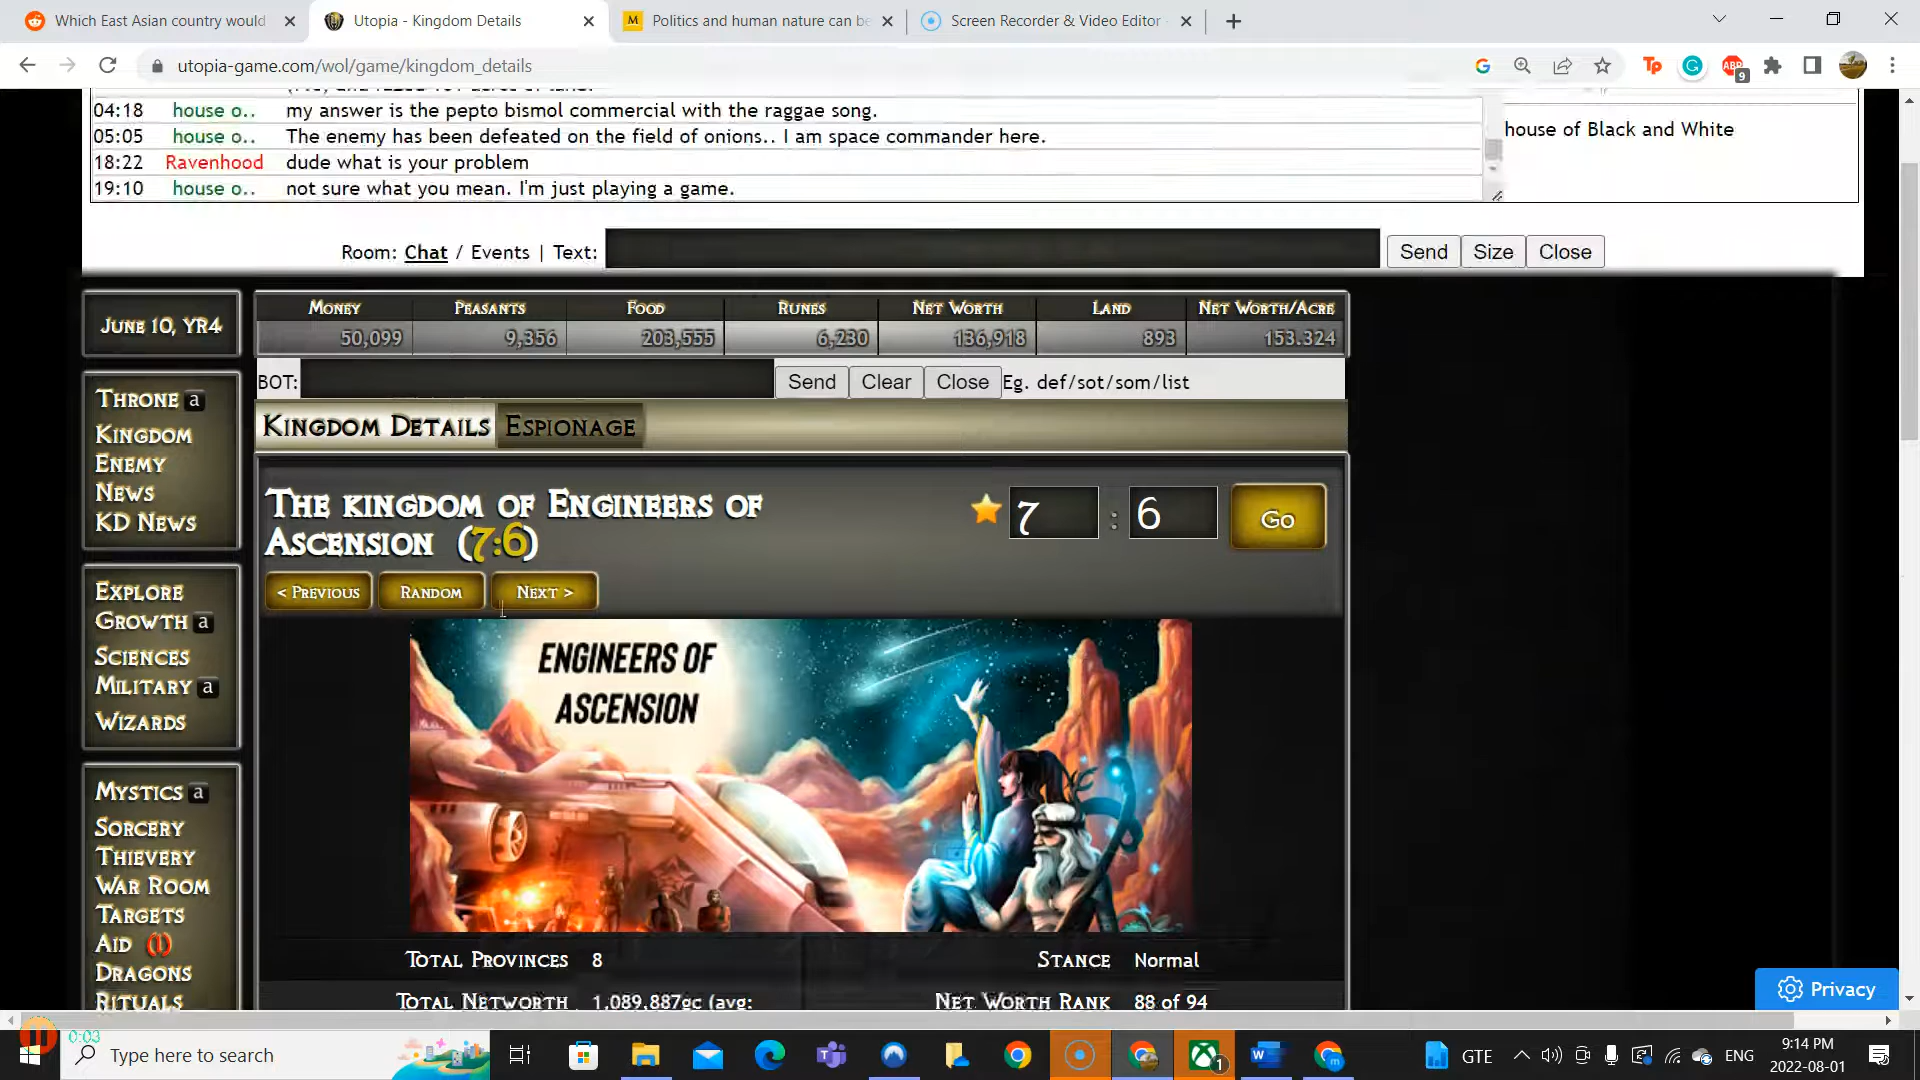 Which East Asian country would
Utopia - Kingdom Details
M Politics and human nature can be
Screen Recorder & Video Editor -
utopia-game.com/wol/game/kingdom_details
04:18 house o.. my answer is the pepto bismol commercial with the raggae song.
05:05 house o.. The enemy has been defeated on the field of onions.. I am space commander here.
18:22 Ravenhood dude what is your problem
19:10 house o.. not sure what you mean. I'm just playing a game.
house of Black and White
Room: Chat / Events | Text: Send Size Close
June 10, YR4
Money Peasants Food Runes Net Worth Land Net Worth/Acre
50,099 9,356 203,555 6,230 136,918 893 153.324
BOT: Send Clear Close Eg. def/sot/som/list
Throne a
Kingdom
Enemy
News
KD News
Explore
Growth a
Sciences
Military a
Wizards
Mystics a
Sorcery
Thievery
War Room
Targets
Aid (1)
Dragons
Rituals
Kingdom Details Espionage
The kingdom of Engineers of
Ascension (7:6)
7 : 6 Go
< Previous Random Next >
ENGINEERS OF
ASCENSION
Total Provinces 8 Stance Normal
Total Networth 1,089,887gc (avg: Net Worth Rank 88 of 94
Privacy
0:03
Type here to search
GTE
ENG
9:14 PM
2022-08-01
TP
G
ABP
9
1